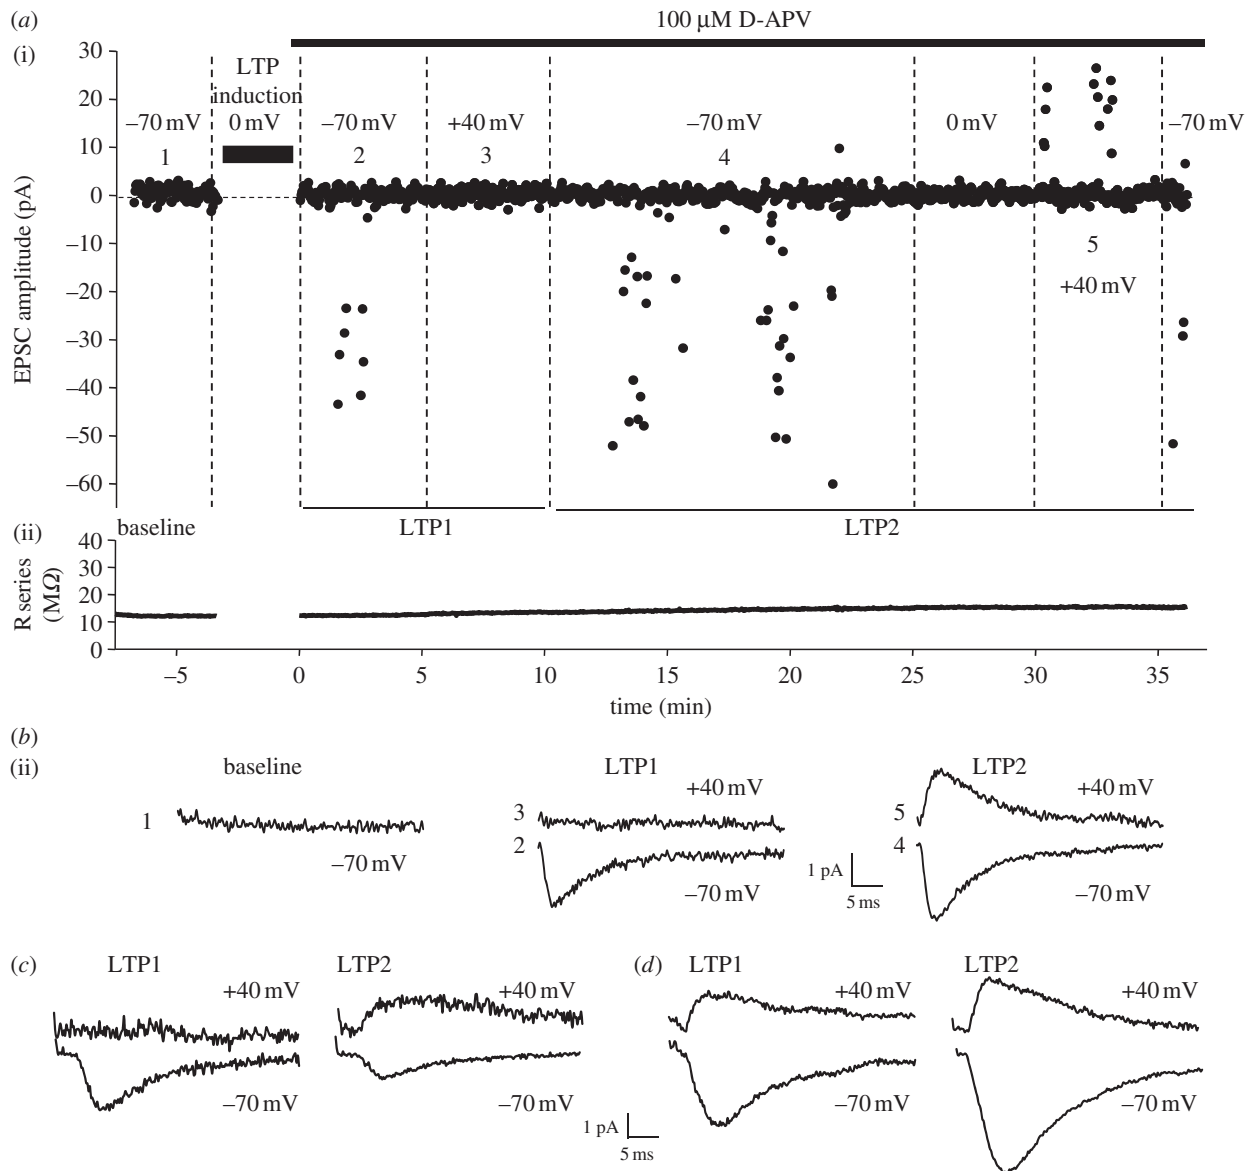 (a)
100 μM D-APV
(i)
LTP
induction
–70 mV 0 mV –70 mV +40 mV –70 mV 0 mV –70 mV
1 2 3 4
30
20
10
0
–10
–20
–30
–40
–50
–60
EPSC amplitude (pA)
5
+40 mV
baseline LTP1 LTP2
(ii)
R series
(MΩ)
40
30
20
10
0
–5 0 5 10 15 20 25 30 35
time (min)
(b)
(ii)
baseline
1
–70 mV
LTP1
+40 mV
3
2
–70 mV
1 pA
5 ms
LTP2
+40 mV
5
4
–70 mV
(c)
LTP1
+40 mV
–70 mV
LTP2
+40 mV
–70 mV
1 pA
5 ms
(d)
LTP1
+40 mV
–70 mV
LTP2
+40 mV
–70 mV